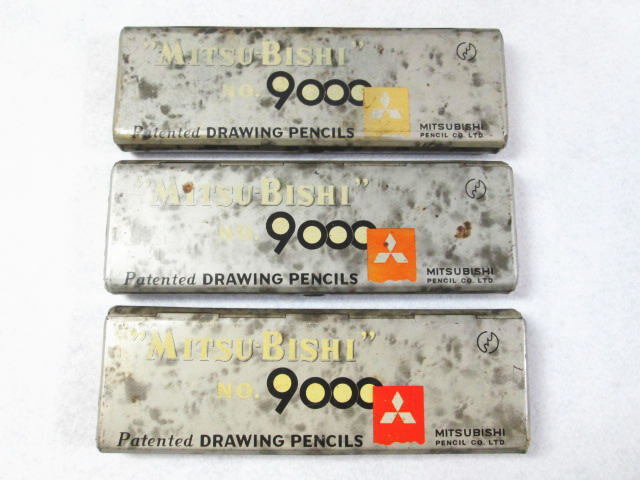 "MITSU-BISHI"
NO. 9000
Patented DRAWING PENCILS
MITSUBISHI
PENCIL CO. LTD.
"MITSU-BISHI"
NO. 9000
Patented DRAWING PENCILS
MITSUBISHI
PENCIL CO. LTD.
"MITSU-BISHI"
NO. 9000
Patented DRAWING PENCILS
MITSUBISHI
PENCIL CO. LTD.